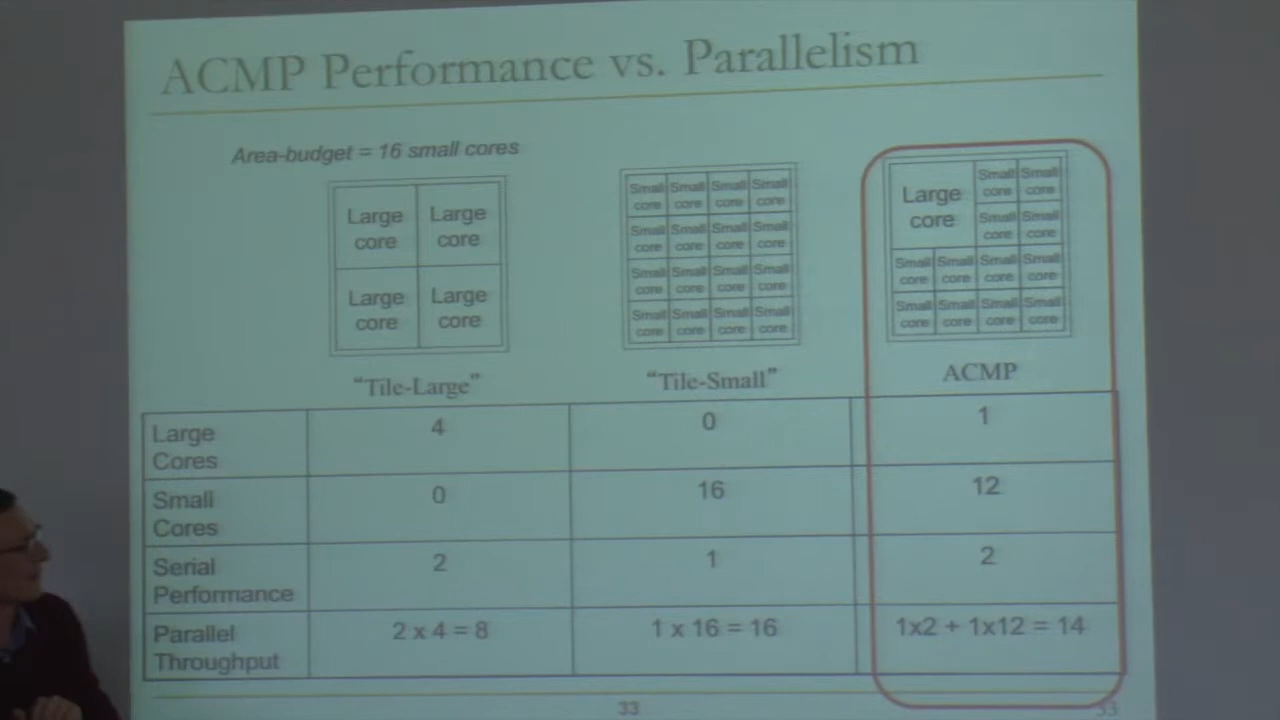 ACMP Performance vs. Parallelism
Area-budget = 16 small cores
Large core
Large core
Large core
Large core
Small core Small core Small core Small core
Small core Small core Small core Small core
Small core Small core Small core Small core
Small core Small core Small core Small core
Large core
Small core Small core
Small core Small core
Small core Small core Small core Small core
Small core Small core Small core Small core
“Tile-Large” “Tile-Small” ACMP
Large Cores 4 0 1
Small Cores 0 16 12
Serial Performance 2 1 2
Parallel Throughput 2 x 4 = 8 1 x 16 = 16 1x2 + 1x12 = 14
33
33